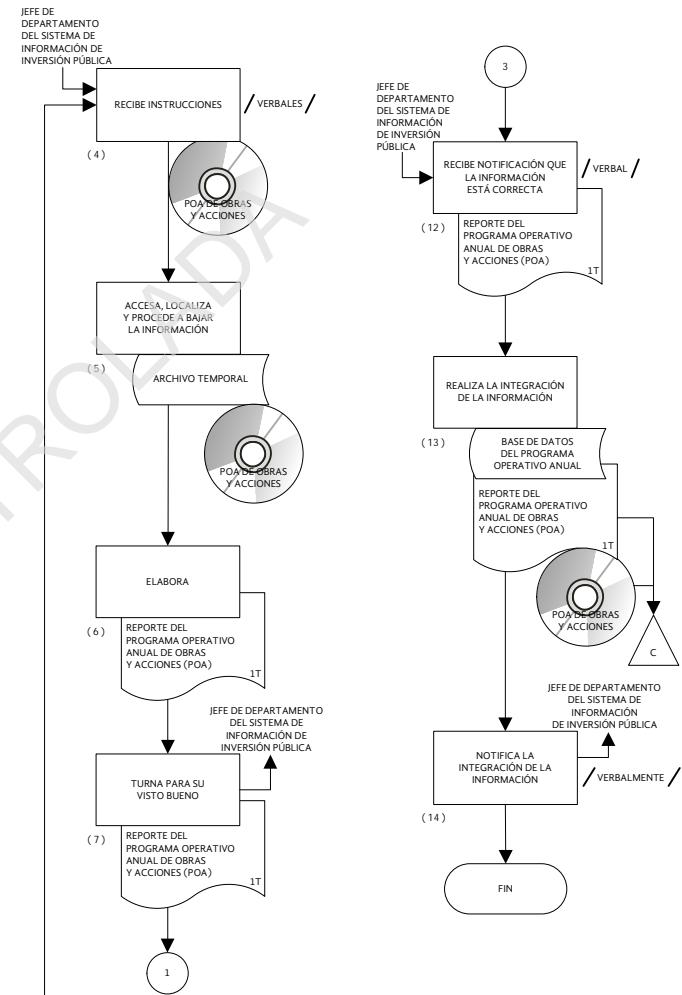 JEFE DE
DEPARTAMENTO
DEL SISTEMA DE
INFORMACIÓN DE
INVERSIÓN PÚBLICA
RECIBE INSTRUCCIONES
/ VERBALES /
(4)
POA DE OBRAS
Y ACCIONES
ACCESA, LOCALIZA
Y PROCEDE A BAJAR
LA INFORMACIÓN
(5)
ARCHIVO TEMPORAL
POA DE OBRAS
Y ACCIONES
ELABORA
(6)
REPORTE DEL
PROGRAMA OPERATIVO
ANUAL DE OBRAS
Y ACCIONES (POA)
1T
JEFE DE DEPARTAMENTO
DEL SISTEMA DE
INFORMACIÓN DE
INVERSIÓN PÚBLICA
TURNA PARA SU
VISTO BUENO
(7)
REPORTE DEL
PROGRAMA OPERATIVO
ANUAL DE OBRAS
Y ACCIONES (POA)
1T
1
3
JEFE DE
DEPARTAMENTO
DEL SISTEMA DE
INFORMACIÓN
DE INVERSIÓN
PÚBLICA
RECIBE NOTIFICACIÓN QUE
LA INFORMACIÓN
ESTÁ CORRECTA
/ VERBAL /
(12)
REPORTE DEL
PROGRAMA OPERATIVO
ANUAL DE OBRAS
Y ACCIONES (POA)
1T
REALIZA LA INTEGRACIÓN
DE LA INFORMACIÓN
(13)
BASE DE DATOS
DEL PROGRAMA
OPERATIVO ANUAL
REPORTE DEL
PROGRAMA OPERATIVO
ANUAL DE OBRAS
Y ACCIONES (POA)
1T
POA DE OBRAS
Y ACCIONES
C
JEFE DE DEPARTAMENTO
DEL SISTEMA DE
INFORMACIÓN
DE INVERSIÓN PÚBLICA
NOTIFICA LA
INTEGRACIÓN DE LA
INFORMACIÓN
/ VERBALMENTE /
(14)
FIN
TROLADA